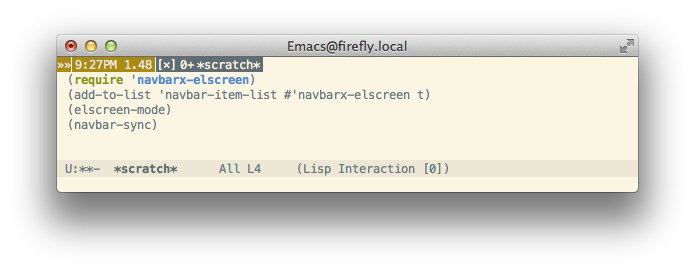 Emacs@firefly.local
»» 9:27PM 1.48 [×] 0+ *scratch*
(require 'navbarx-elscreen)
(add-to-list 'navbar-item-list #'navbarx-elscreen t)
(elscreen-mode)
(navbar-sync)
U:**-  *scratch*      All L4     (Lisp Interaction [0])